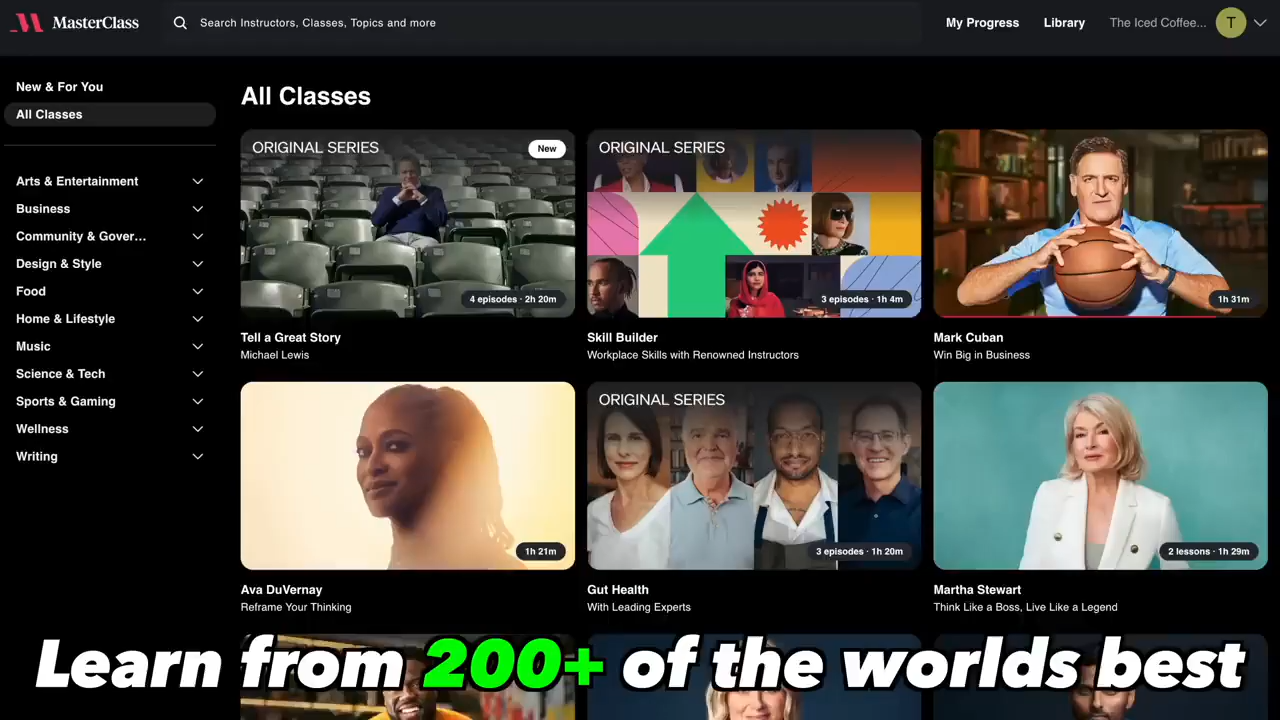 MasterClass
Search Instructors, Classes, Topics and more
My Progress
Library
The Iced Coffee...
T
New & For You
All Classes
Arts & Entertainment
Business
Community & Gover...
Design & Style
Food
Home & Lifestyle
Music
Science & Tech
Sports & Gaming
Wellness
Writing
All Classes
ORIGINAL SERIES
New
4 episodes · 2h 20m
Tell a Great Story
Michael Lewis
ORIGINAL SERIES
3 episodes · 1h 4m
Skill Builder
Workplace Skills with Renowned Instructors
1h 31m
Mark Cuban
Win Big in Business
1h 21m
Ava DuVernay
Reframe Your Thinking
ORIGINAL SERIES
3 episodes · 1h 20m
Gut Health
With Leading Experts
2 lessons · 1h 29m
Martha Stewart
Think Like a Boss, Live Like a Legend
Learn from 200+ of the worlds best